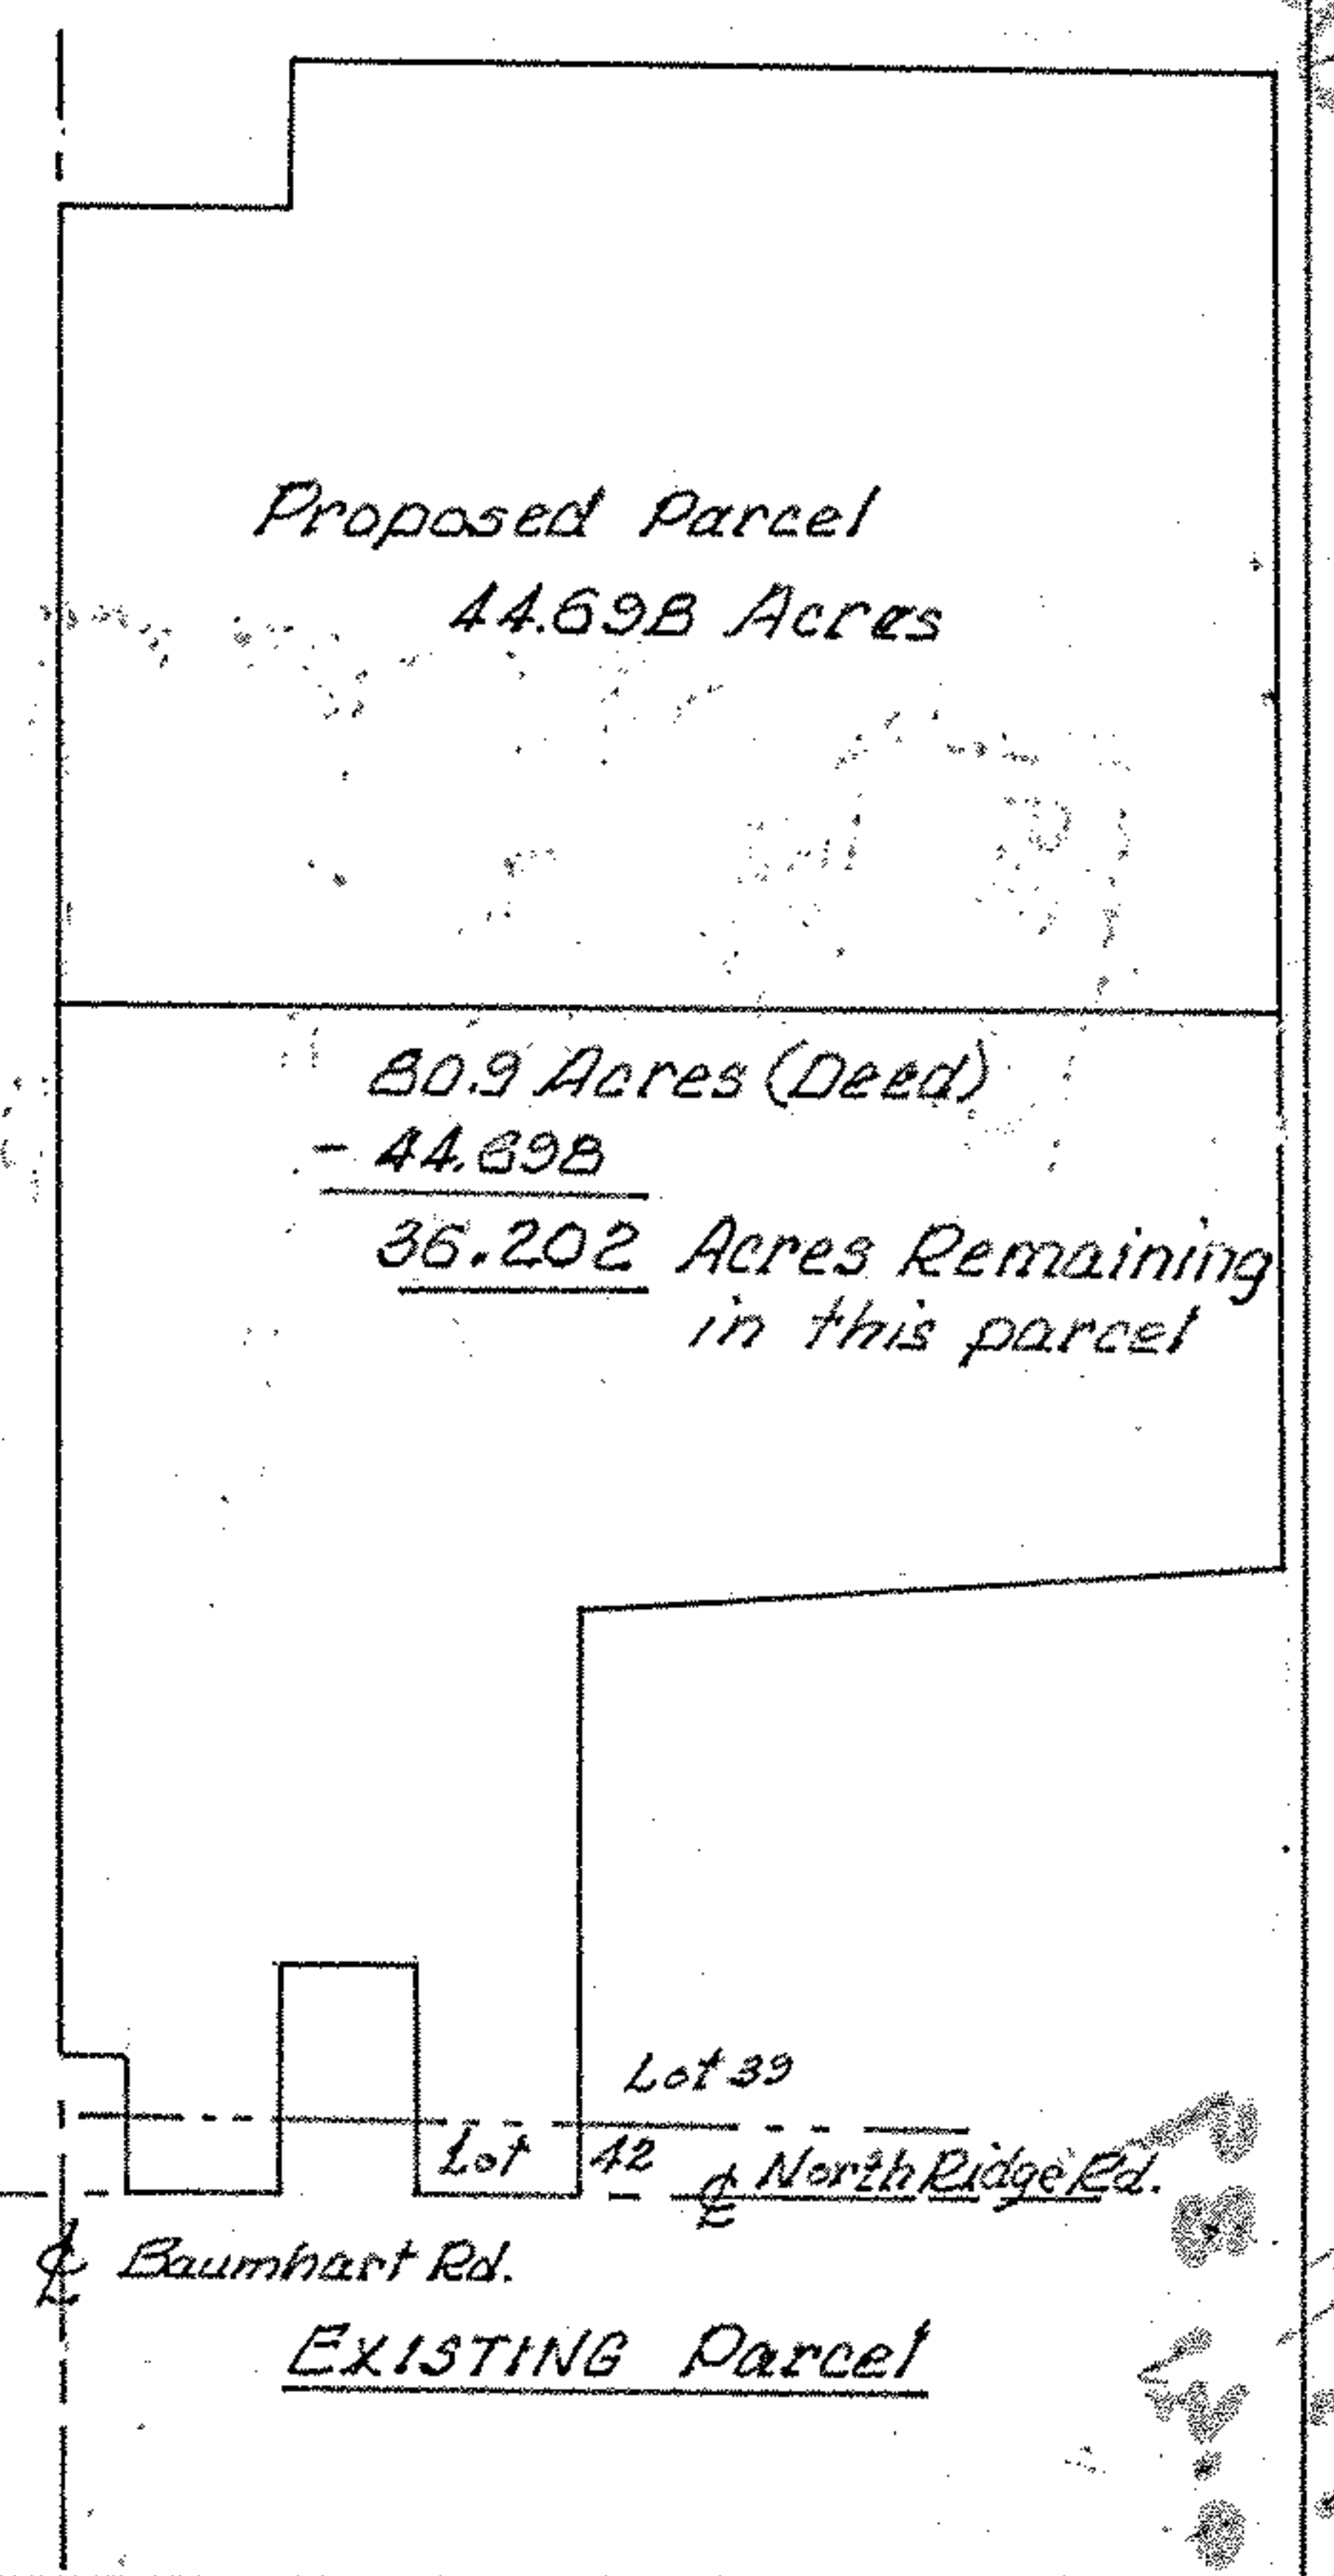 Proposed Parcel
44.698 Acres
80.9 Acres (Deed)
- 44.698
36.202 Acres Remaining
in this parcel
Lot 39
Lot 42
℄ North Ridge Rd.
℄ Baumhart Rd.
EXISTING Parcel